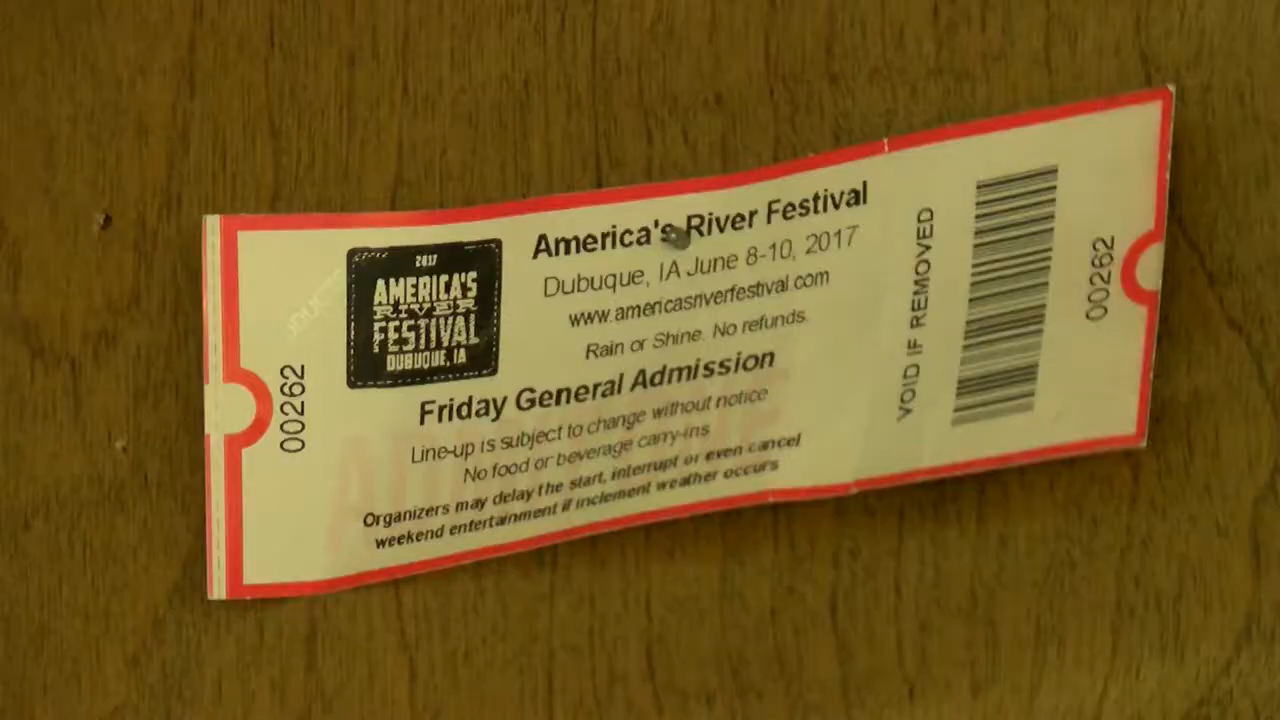 00262
2017
AMERICA'S
RIVER
FESTIVAL
DUBUQUE, IA
America's River Festival
Dubuque, IA June 8-10, 2017
www.americasriverfestival.com
Rain or Shine. No refunds.
Friday General Admission
Line-up is subject to change without notice
No food or beverage carry-ins
Organizers may delay the start, interrupt or even cancel
weekend entertainment if inclement weather occurs
VOID IF REMOVED
00262